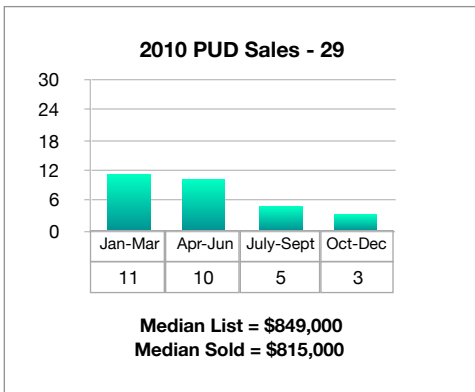 2010 PUD Sales - 29
30
24
18
12
6
0
Jan-Mar Apr-Jun July-Sept Oct-Dec
11 10 5 3
Median List = $849,000
Median Sold = $815,000